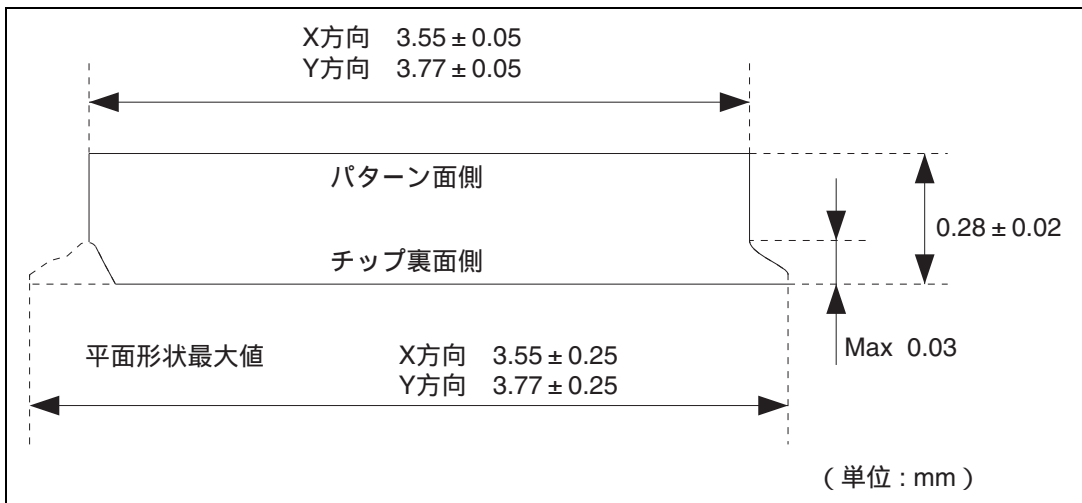 X方向 3.55 ± 0.05
Y方向 3.77 ± 0.05
パターン面側
0.28 ± 0.02
チップ裏面側
Max 0.03
平面形状最大値
X方向 3.55 ± 0.25
Y方向 3.77 ± 0.25
（単位 : mm）